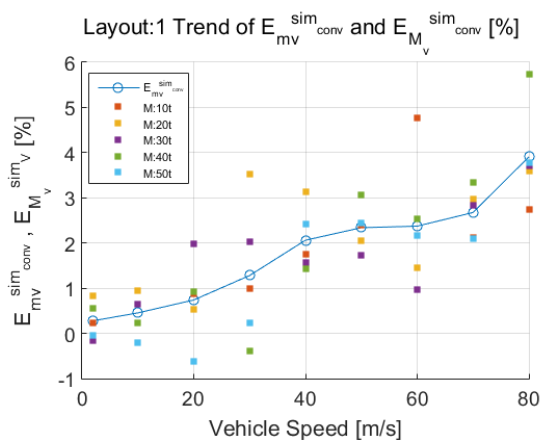 Layout:1 Trend of E_mv^sim_conv and E_M_v^sim_conv [%]
6
5
4
3
2
1
0
-1
E_mv^sim_conv , E_M_v^sim_V [%]
E_mv^sim_conv
M:10t
M:20t
M:30t
M:40t
M:50t
0 20 40 60 80
Vehicle Speed [m/s]